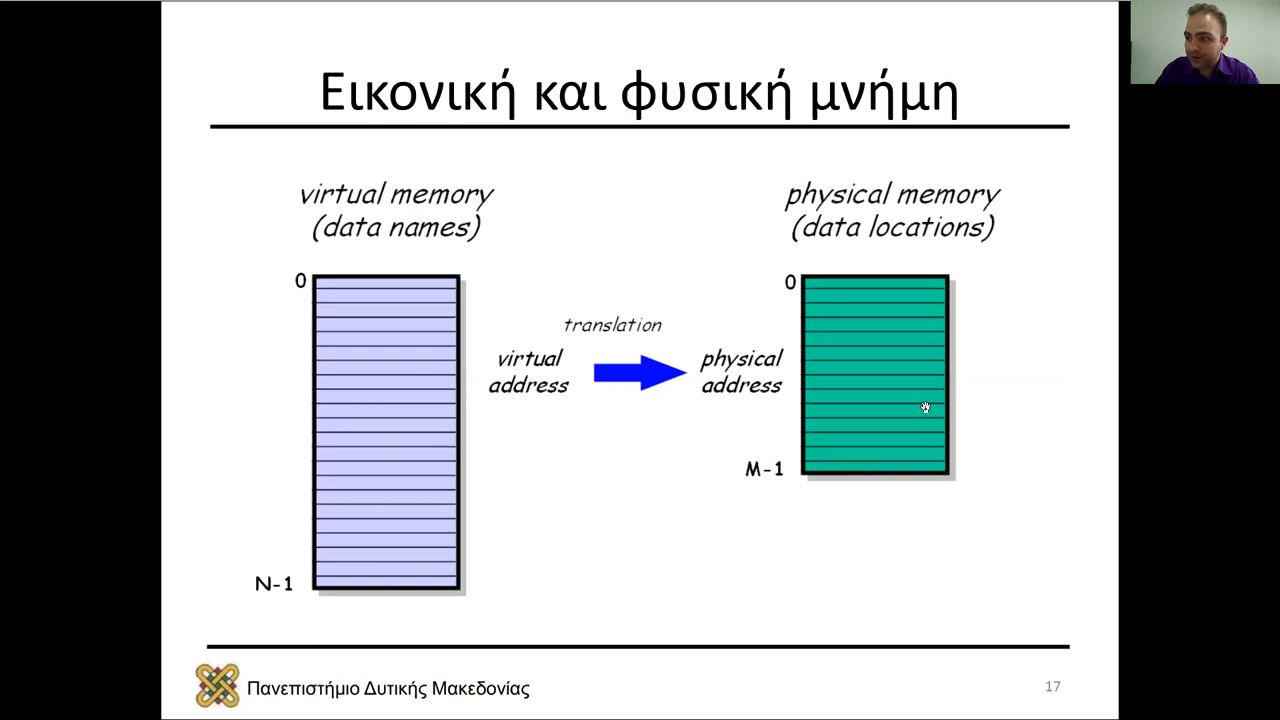 Εικονική και φυσική μνήμη
virtual memory
(data names)
physical memory
(data locations)
0
0
translation
virtual
address
physical
address
M-1
N-1
Πανεπιστήμιο Δυτικής Μακεδονίας
17